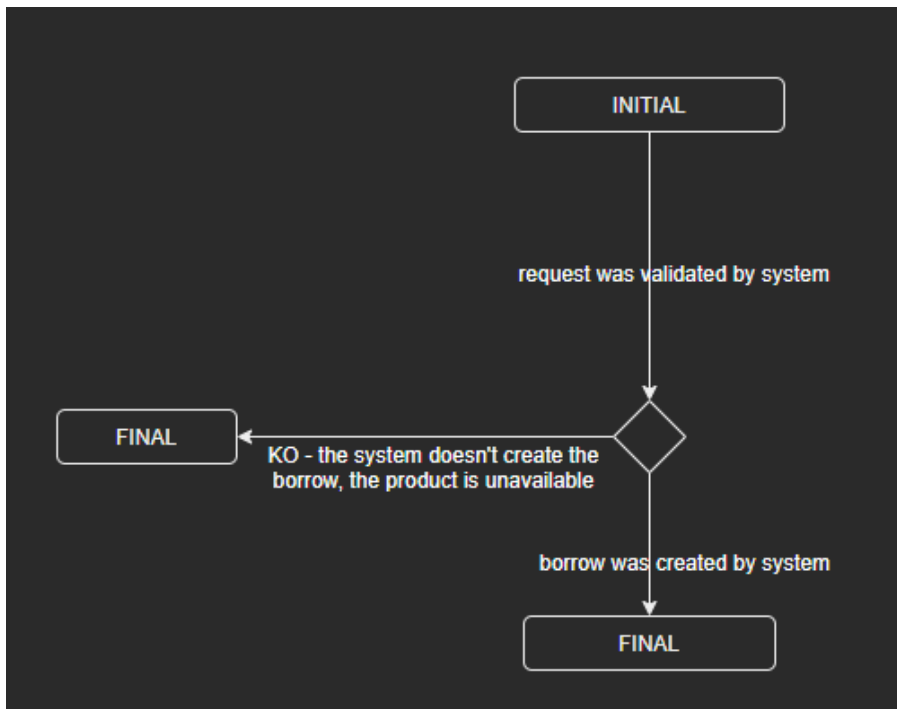 INITIAL
request was validated by system
FINAL
KO - the system doesn't create the
borrow, the product is unavailable
borrow was created by system
FINAL